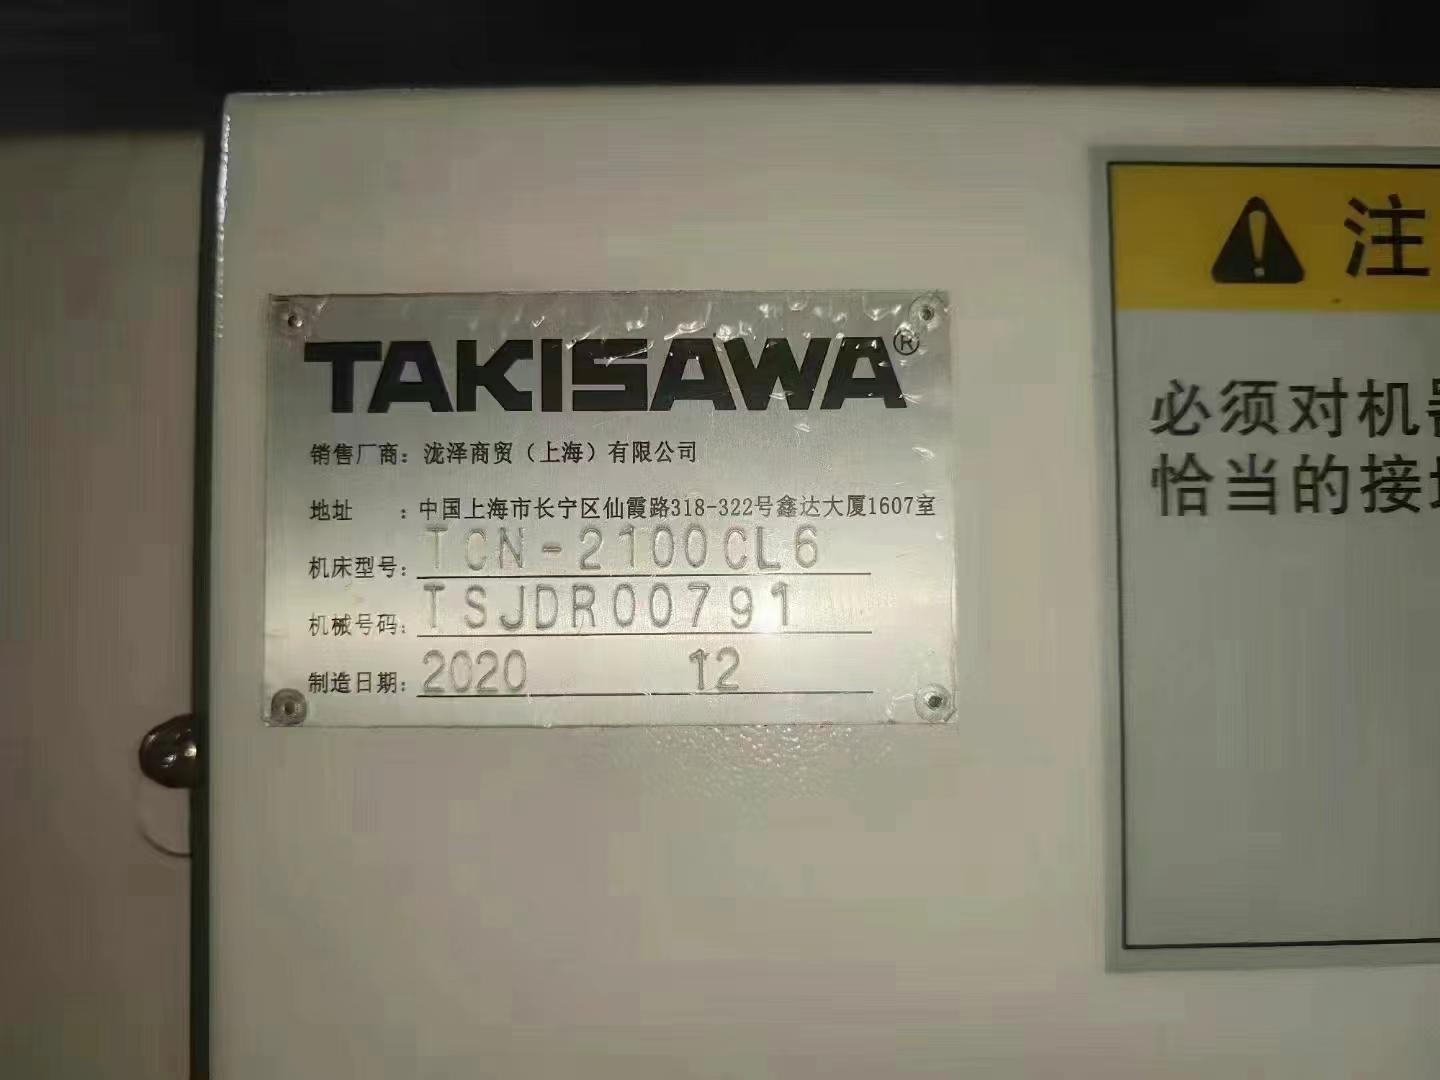 TAKISAWA®
销售厂商：泷泽商贸（上海）有限公司
地址 ：中国上海市长宁区仙霞路318-322号鑫达大厦1607室
机床型号：TCN-2100CL6
机械号码：TSJDR00791
制造日期：2020 12
注
必须对机器
恰当的接地